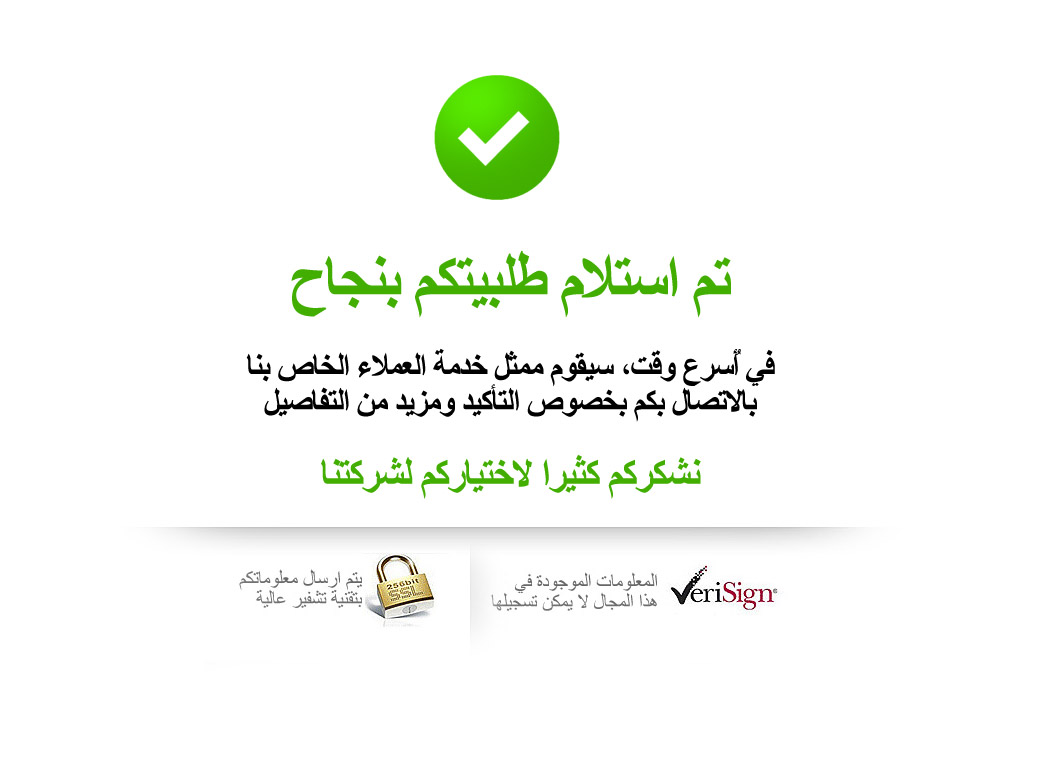 تم استلام طلبيتكم بنجاح
في أسرع وقت، سيقوم ممثل خدمة العملاء الخاص بنا
بالاتصال بكم بخصوص التأكيد ومزيد من التفاصيل
نشكركم كثيرا لاختياركم لشركتنا
VeriSign®
المعلومات الموجودة في
هذا المجال لا يمكن تسجيلها
256bit
SSL
يتم ارسال معلوماتكم
بتقنية تشفير عالية